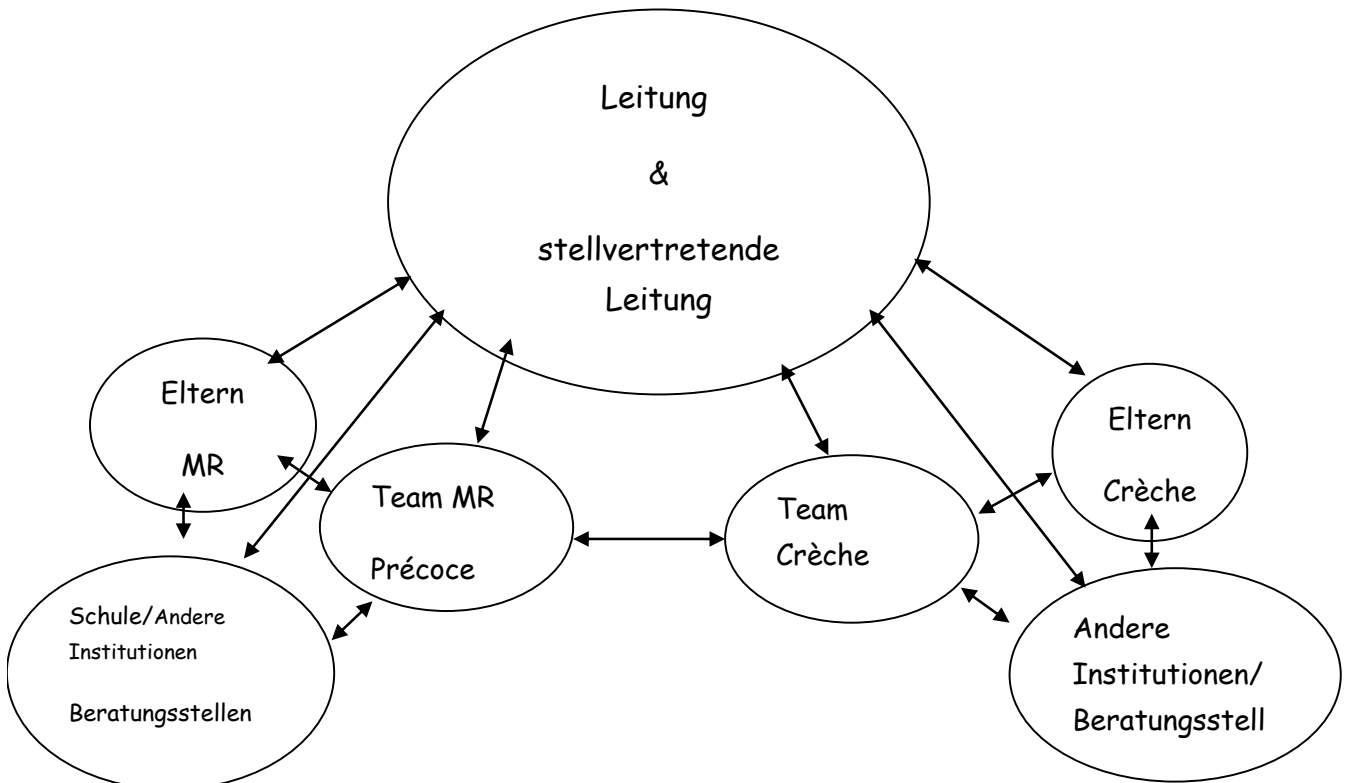 Leitung
&
stellvertretende
Leitung
Eltern
MR
Team MR
Précoce
Team
Crèche
Eltern
Crèche
Schule/Andere
Institutionen
Beratungsstellen
Andere
Institutionen/
Beratungsstell